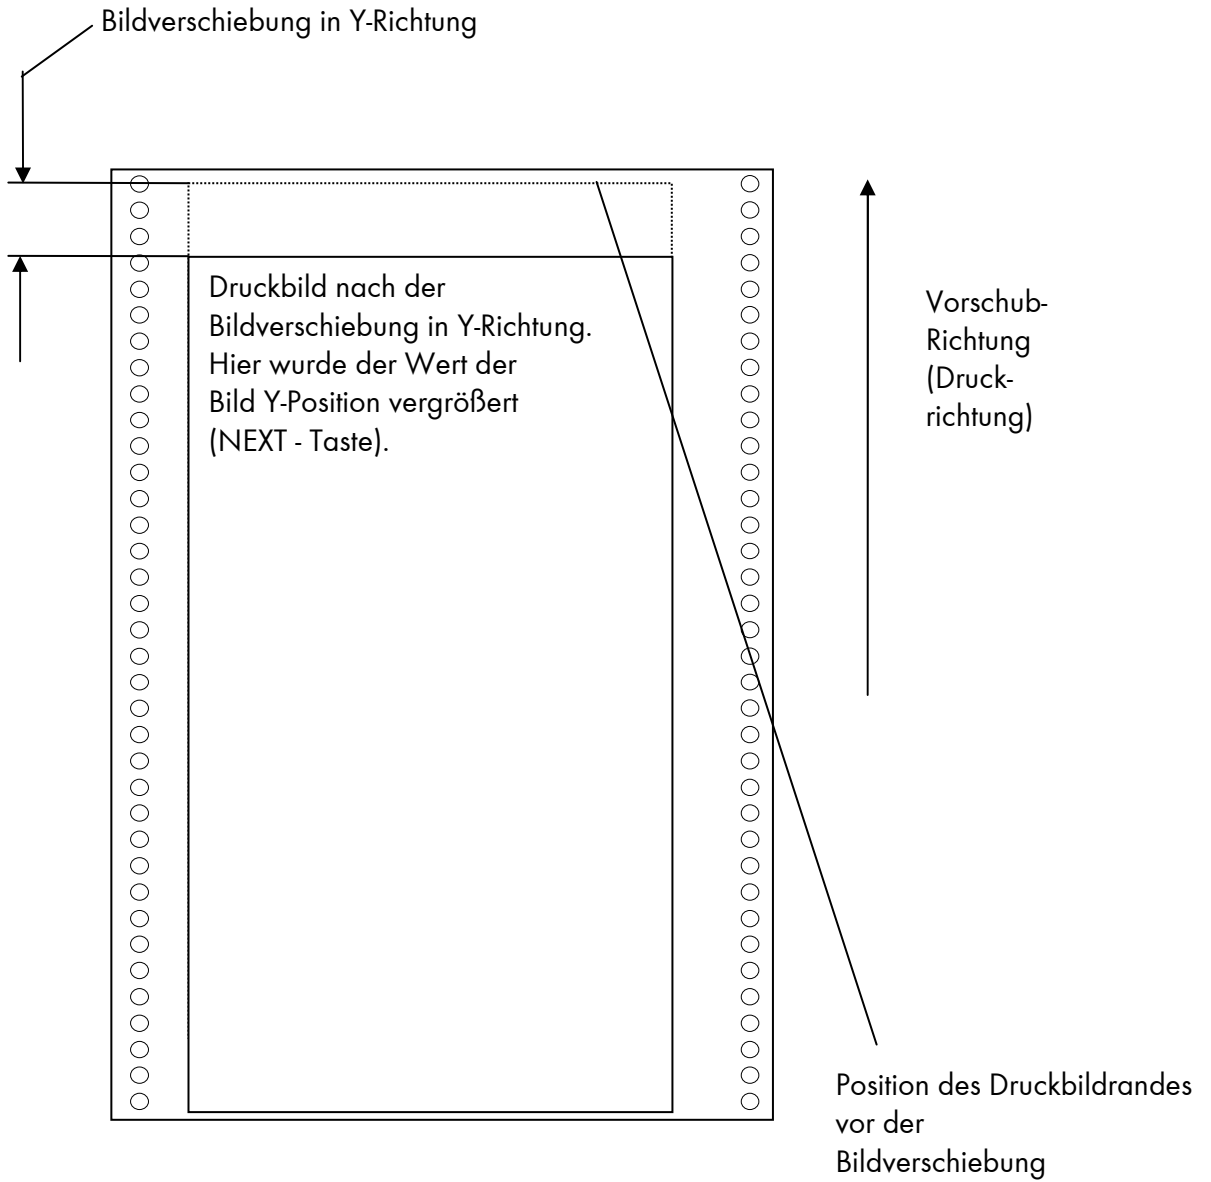 Bildverschiebung in Y-Richtung
Druckbild nach der
Bildverschiebung in Y-Richtung.
Hier wurde der Wert der
Bild Y-Position vergrößert
(NEXT - Taste).
Vorschub-
Richtung
(Druck-
richtung)
Position des Druckbildrandes
vor der
Bildverschiebung